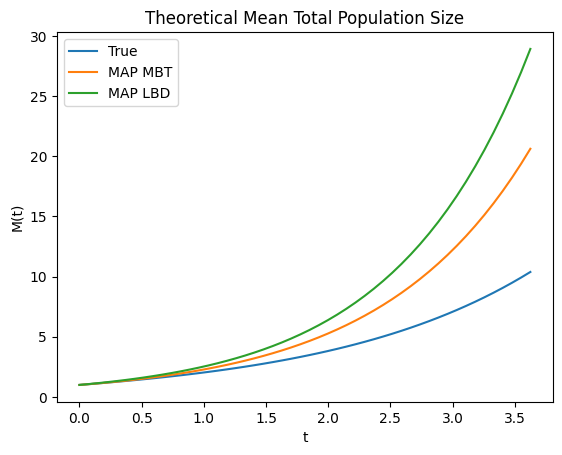 Theoretical Mean Total Population Size
True
MAP MBT
MAP LBD
M(t)
30
25
20
15
10
5
0
0.0 0.5 1.0 1.5 2.0 2.5 3.0 3.5
t